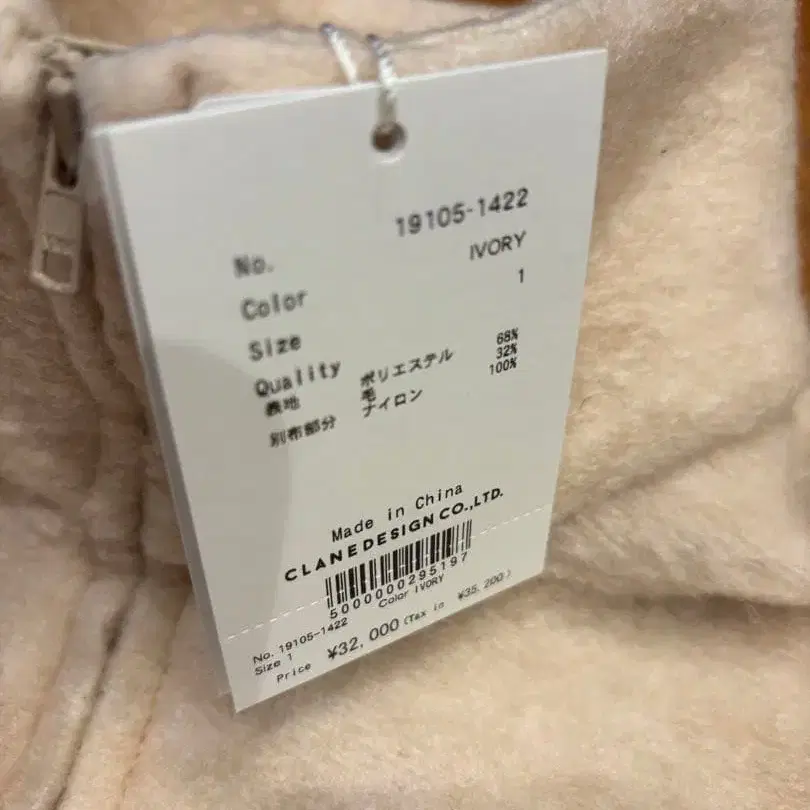 No. 19105-1422
Color IVORY
Size 1
Quality
表地 ポリエステル 68%
毛 32%
別布部分 ナイロン 100%
Made in China
CLANEDESIGN CO.,LTD.
5000000295197
No. 19105-1422 Color IVORY
Size 1
Price ¥32,000(Tax in ¥35,200)